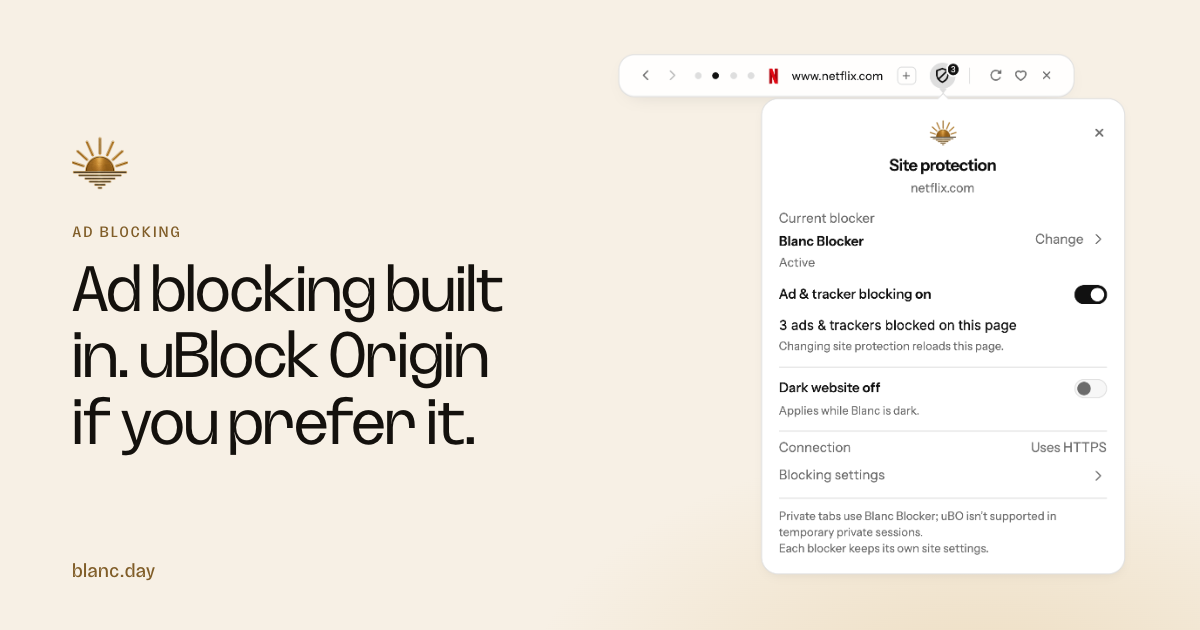 AD BLOCKING
Ad blocking built
in. uBlock Origin
if you prefer it.
blanc.day
N www.netflix.com 3
Site protection
netflix.com
Current blocker
Blanc Blocker
Change
Active
Ad & tracker blocking on
3 ads & trackers blocked on this page
Changing site protection reloads this page.
Dark website off
Applies while Blanc is dark.
Connection Uses HTTPS
Blocking settings
Private tabs use Blanc Blocker; uBO isn't supported in
temporary private sessions.
Each blocker keeps its own site settings.